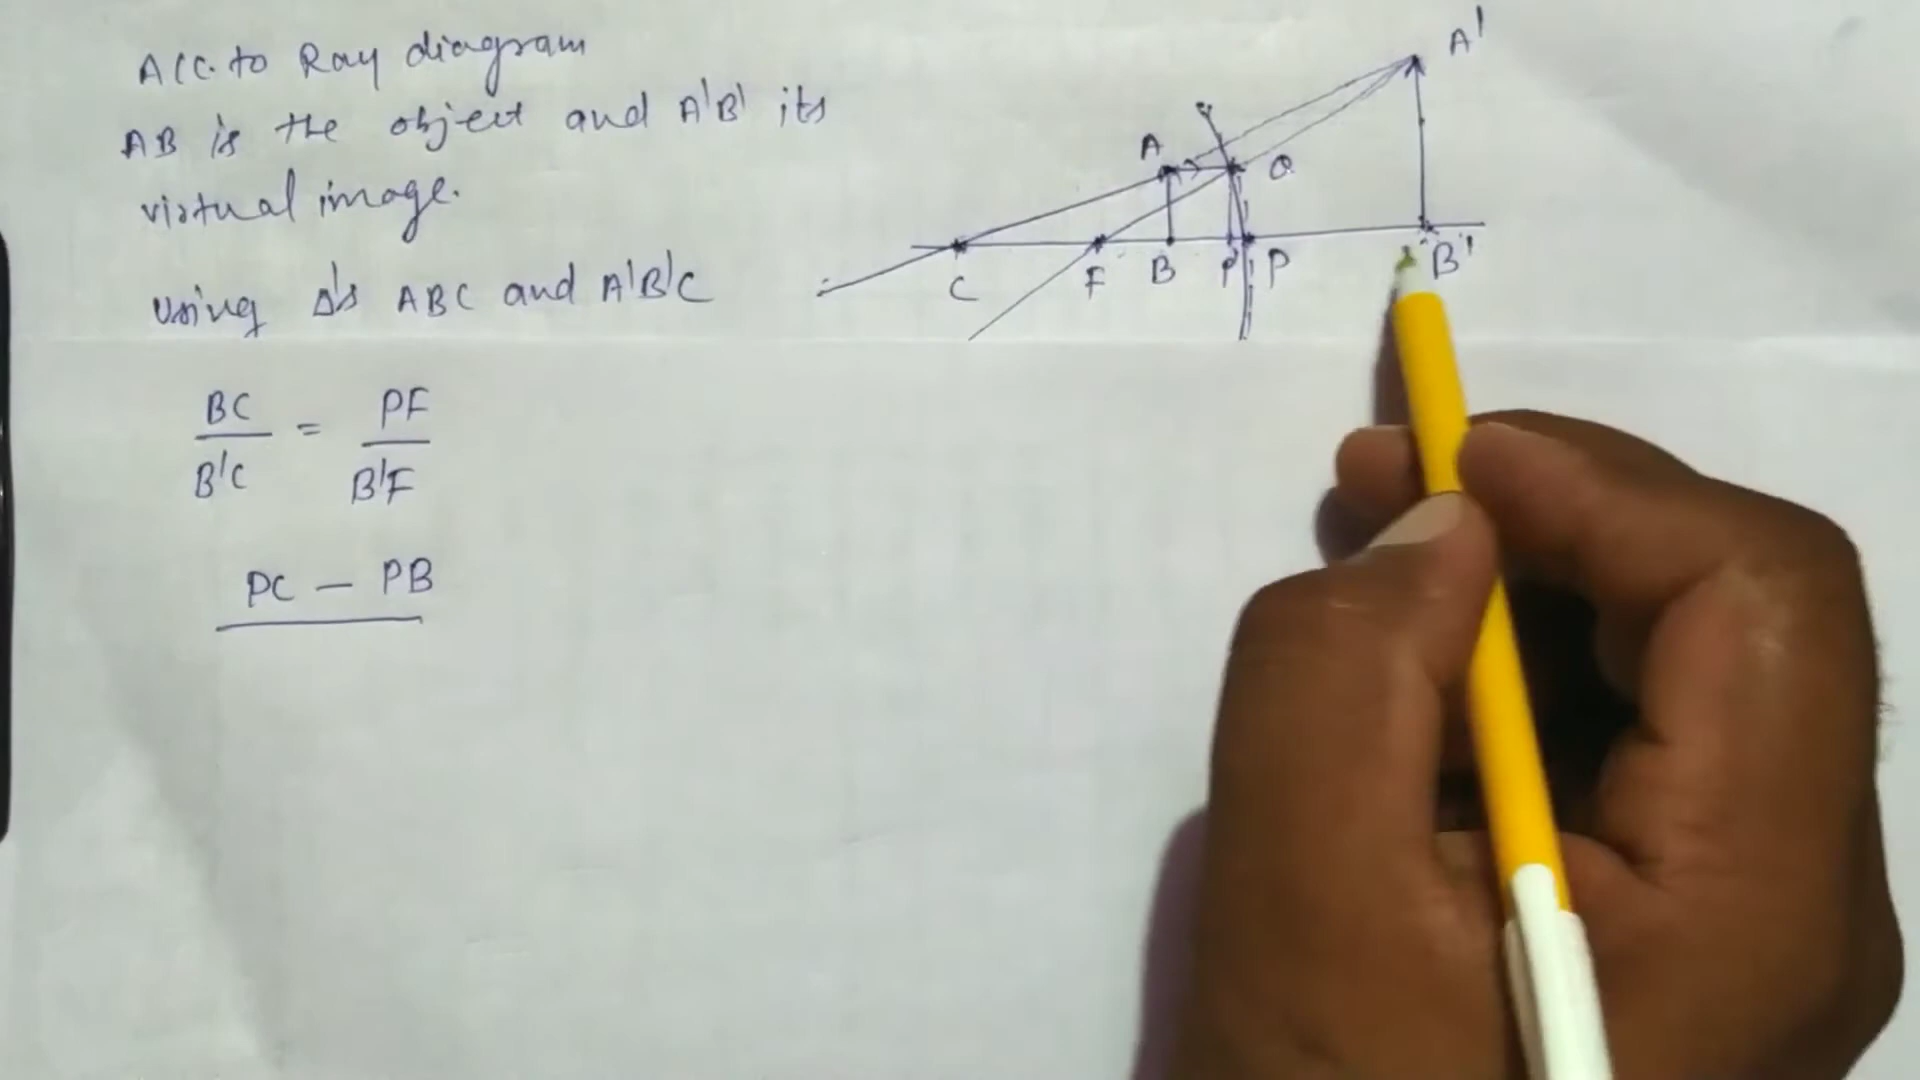 Acc. to Ray diagram
AB is the object and A'B' its
virtual image.
Using Δ's ABC and A'B'C
BC / B'C = PF / B'F
PC - PB
A'
A
Q
C F B P' P B'